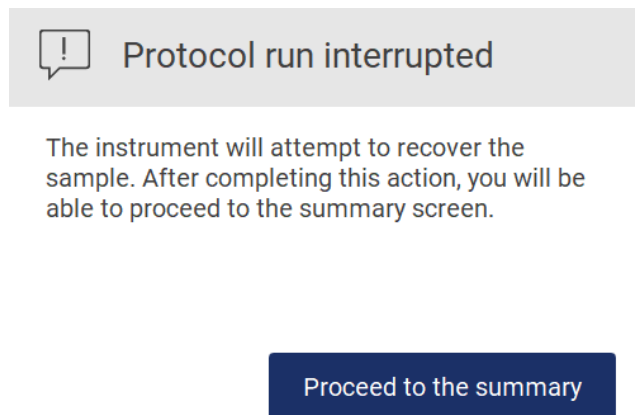 Protocol run interrupted
The instrument will attempt to recover the
sample. After completing this action, you will be
able to proceed to the summary screen.
Proceed to the summary